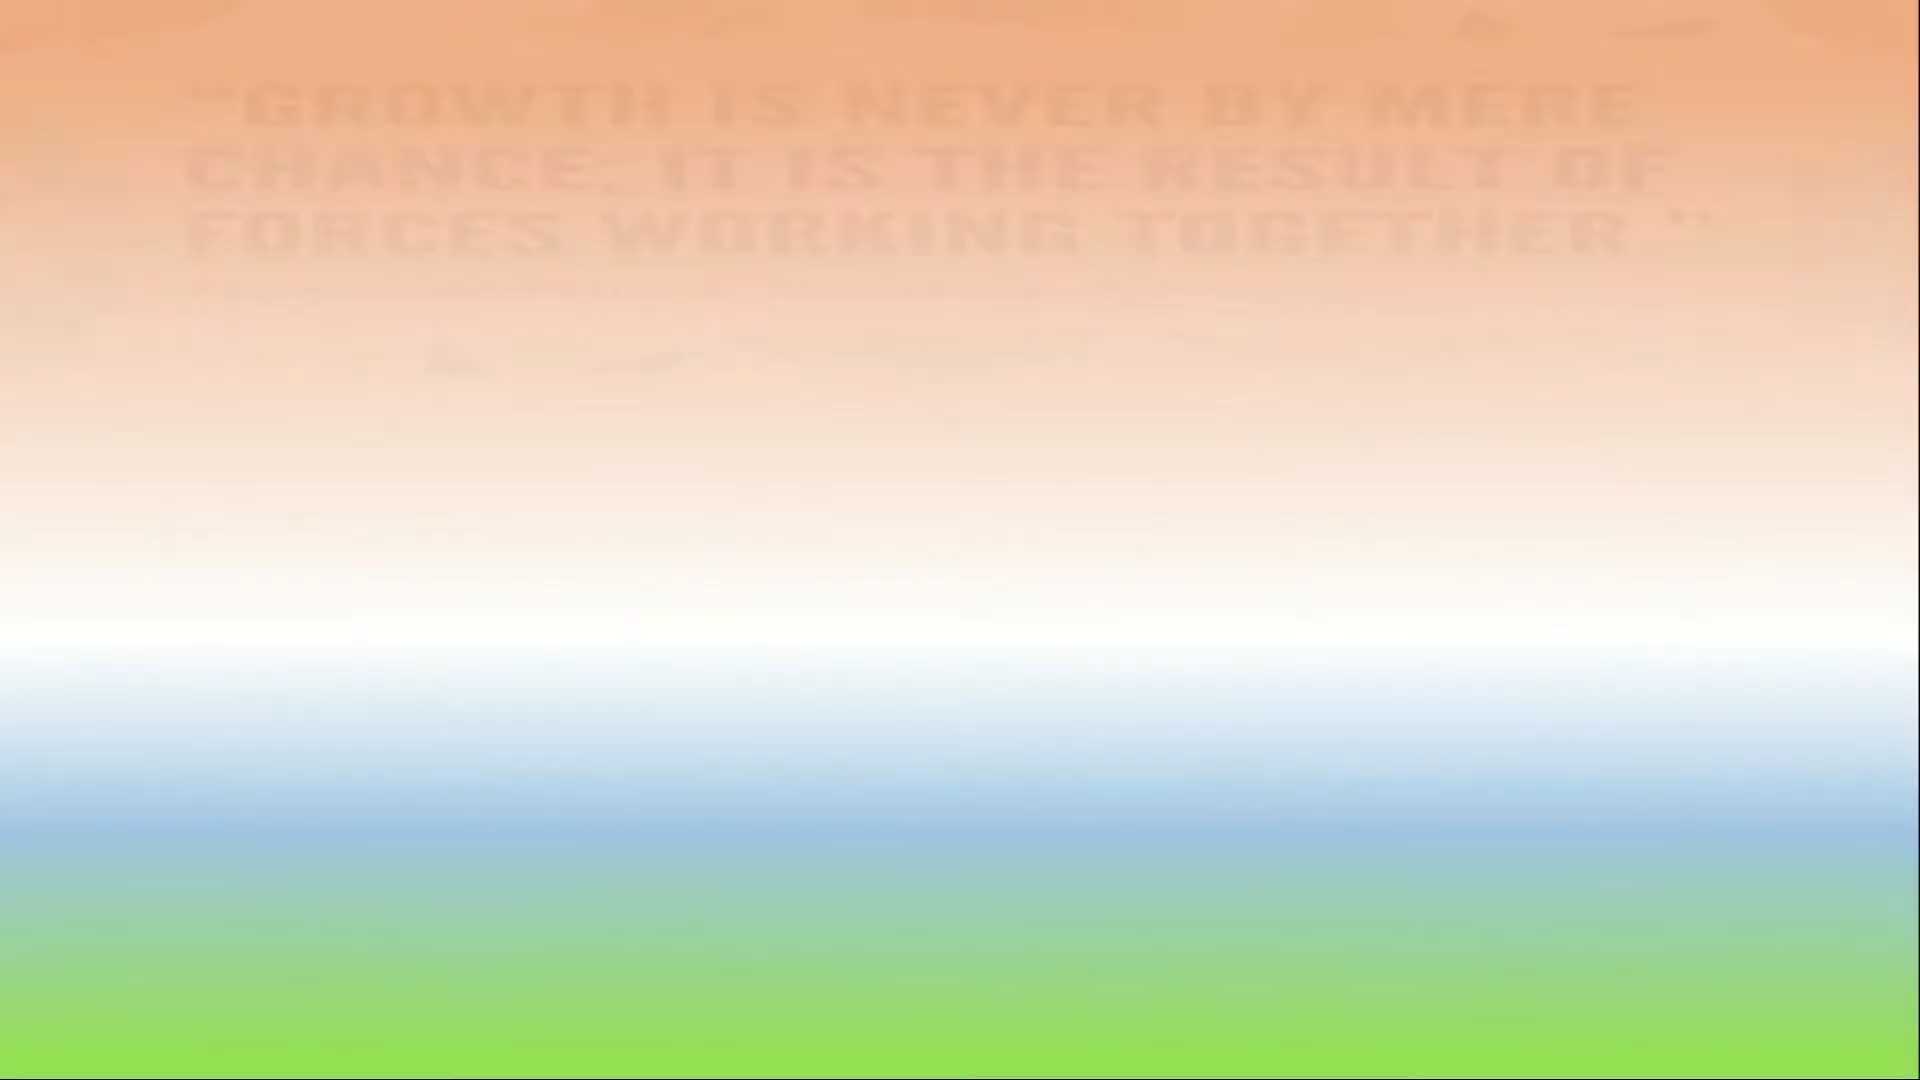 "GROWTH IS NEVER BY MERE
CHANCE, IT IS THE RESULT OF
FORCES WORKING TOGETHER "